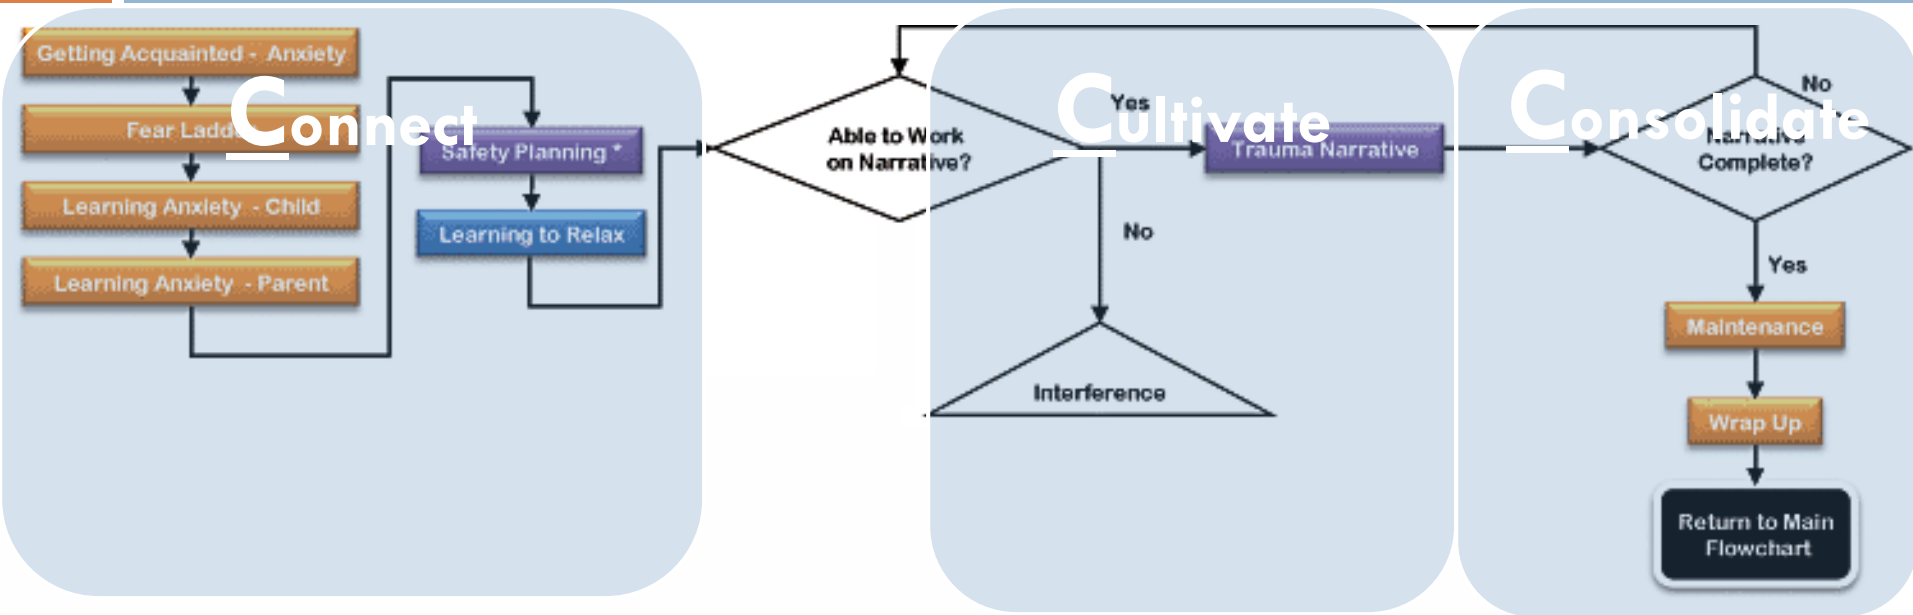 Getting Acquainted - Anxiety
Fear Ladder
Learning Anxiety - Child
Learning Anxiety - Parent
Connect
Safety Planning *
Learning to Relax
Able to Work
on Narrative?
Cultivate
Yes
Trauma Narrative
No
Interference
Consolidate
No
Narrative
Complete?
Yes
Maintenance
Wrap Up
Return to Main
Flowchart